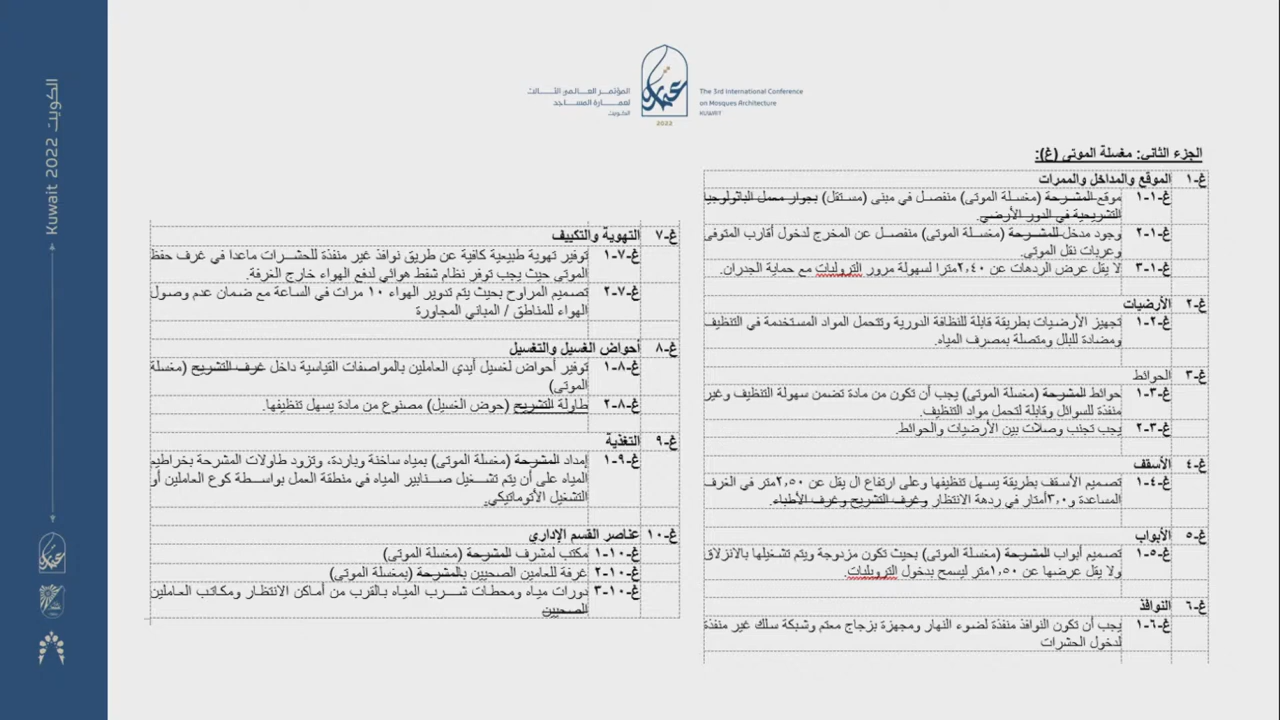 الكويت Kuwait 2022
المؤتمر العالمي الثالث
لعمارة المساجد
الكويت
The 3rd International Conference
on Mosques Architecture
KUWAIT
2022
الجزء الثاني: مغسلة الموتى (غ):
غ-١ الموقع والمداخل والممرات
غ-١-١ موقع المشرحة (مغسلة الموتى) منفصل في مبنى (مستقل) بجوار معمل الباثولوجيا
التشريحية في الدور الأرضي.
غ-١-٢ وجود مدخل للمشرحة (مغسلة الموتى) منفصل عن المخرج لدخول أقارب المتوفى
وعربات نقل الموتى.
غ-١-٣ لا يقل عرض الردهات عن ٢,٤٠مترا لسهولة مرور التروليات مع حماية الجدران.
غ-٢ الأرضيات
غ-٢-١ تجهيز الأرضيات بطريقة قابلة للنظافة الدورية وتتحمل المواد المستخدمة في التنظيف
ومضادة للبلل ومتصلة بمصرف المياه.
غ-٣ الحوائط
غ-٣-١ حوائط المشرحة (مغسلة الموتى) يجب أن تكون من مادة تضمن سهولة التنظيف وغير
منفذة للسوائل وقابلة لتحمل مواد التنظيف.
غ-٣-٢ يجب تجنب وصلات بين الأرضيات والحوائط.
غ-٤ الأسقف
غ-٤-١ تصميم الأسقف بطريقة يسهل تنظيفها وعلى ارتفاع ال يقل عن ٢,٥٠متر في الغرف
المساعدة و٣,٠أمتار في ردهة الانتظار وغرف التشريح وغرف الأطباء.
غ-٥ الأبواب
غ-٥-١ تصميم أبواب المشرحة (مغسلة الموتى) بحيث تكون مزدوجة ويتم تشغيلها بالانزلاق
ولا يقل عرضها عن ١,٥٠متر ليسمح بدخول التروليات.
غ-٦ النوافذ
غ-٦-١ يجب أن تكون النوافذ منفذة لضوء النهار ومجهزة بزجاج معتم وشبكة سلك غير منفذة
لدخول الحشرات
غ-٧ التهوية والتكييف
غ-٧-١ توفير تهوية طبيعية كافية عن طريق نوافذ غير منفذة للحشرات ماعدا في غرف حفظ
الموتى حيث يجب توفر نظام شفط هوائي لدفع الهواء خارج الغرفة.
غ-٧-٢ تصميم المراوح بحيث يتم تدوير الهواء ١٠ مرات في الساعة مع ضمان عدم وصول
الهواء للمناطق / المباني المجاورة
غ-٨ أحواض الغسيل والتغسيل
غ-٨-١ توفير أحواض لغسيل أيدي العاملين بالمواصفات القياسية داخل غرف التشريح (مغسلة
الموتى)
غ-٨-٢ طاولة التشريح (حوض الغسيل) مصنوع من مادة يسهل تنظيفها.
غ-٩ التغذية
غ-٩-١ إمداد المشرحة (مغسلة الموتى) بمياه ساخنة وباردة، وتزود طاولات المشرحة بخراطيم
المياه على أن يتم تشغيل صنابير المياه في منطقة العمل بواسطة كوع العاملين أو
التشغيل الأتوماتيكي.
غ-١٠ عناصر القسم الإداري
غ-١٠-١ مكتب لمشرف المشرحة (مغسلة الموتى)
غ-١٠-٢ غرفة للعامين الصحيين بالمشرحة (بمغسلة الموتى)
غ-١٠-٣ دورات مياه ومحطات شرب المياه بالقرب من أماكن الانتظار ومكاتب العاملين
الصحيين